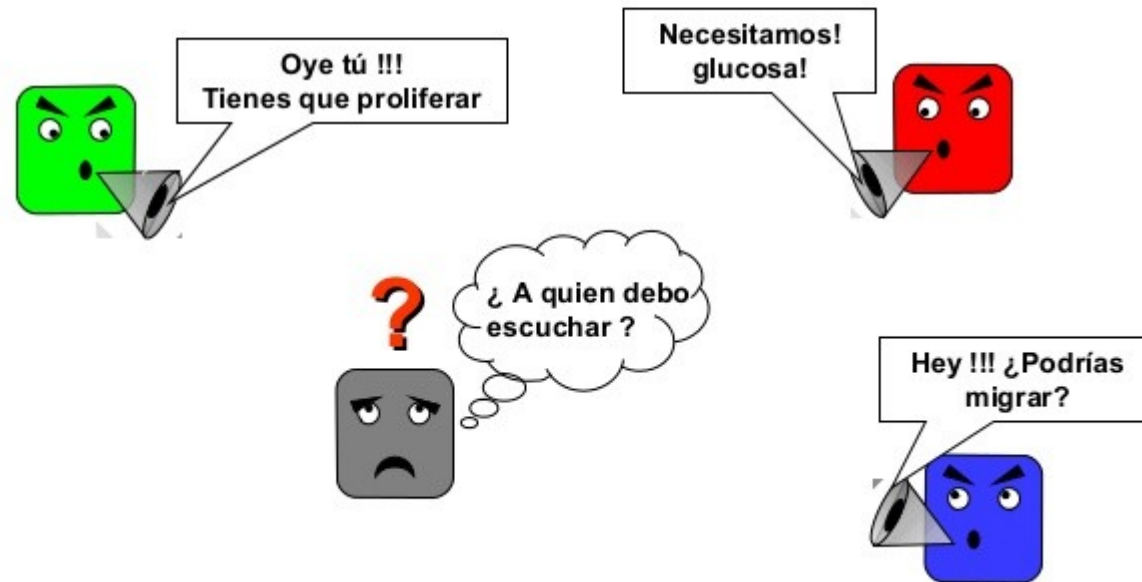 Oye tú !!!
Tienes que proliferar
Necesitamos!
glucosa!
?
¿ A quien debo
escuchar ?
Hey !!! ¿Podrías
migrar?